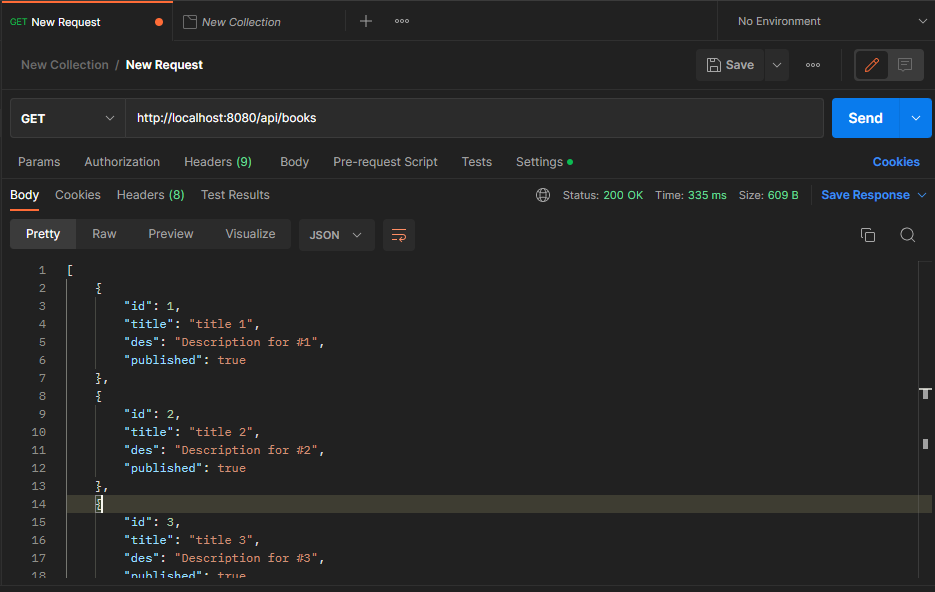 GET New Request
New Collection
No Environment
New Collection / New Request
Save
GET
http://localhost:8080/api/books
Send
Params Authorization Headers (9) Body Pre-request Script Tests Settings
Cookies
Body Cookies Headers (8) Test Results
Status: 200 OK Time: 335 ms Size: 609 B Save Response
Pretty Raw Preview Visualize JSON
1 [
2 {
3 "id": 1,
4 "title": "title 1",
5 "des": "Description for #1",
6 "published": true
7 },
8 {
9 "id": 2,
10 "title": "title 2",
11 "des": "Description for #2",
12 "published": true
13 },
14 {
15 "id": 3,
16 "title": "title 3",
17 "des": "Description for #3",
18 "published": true